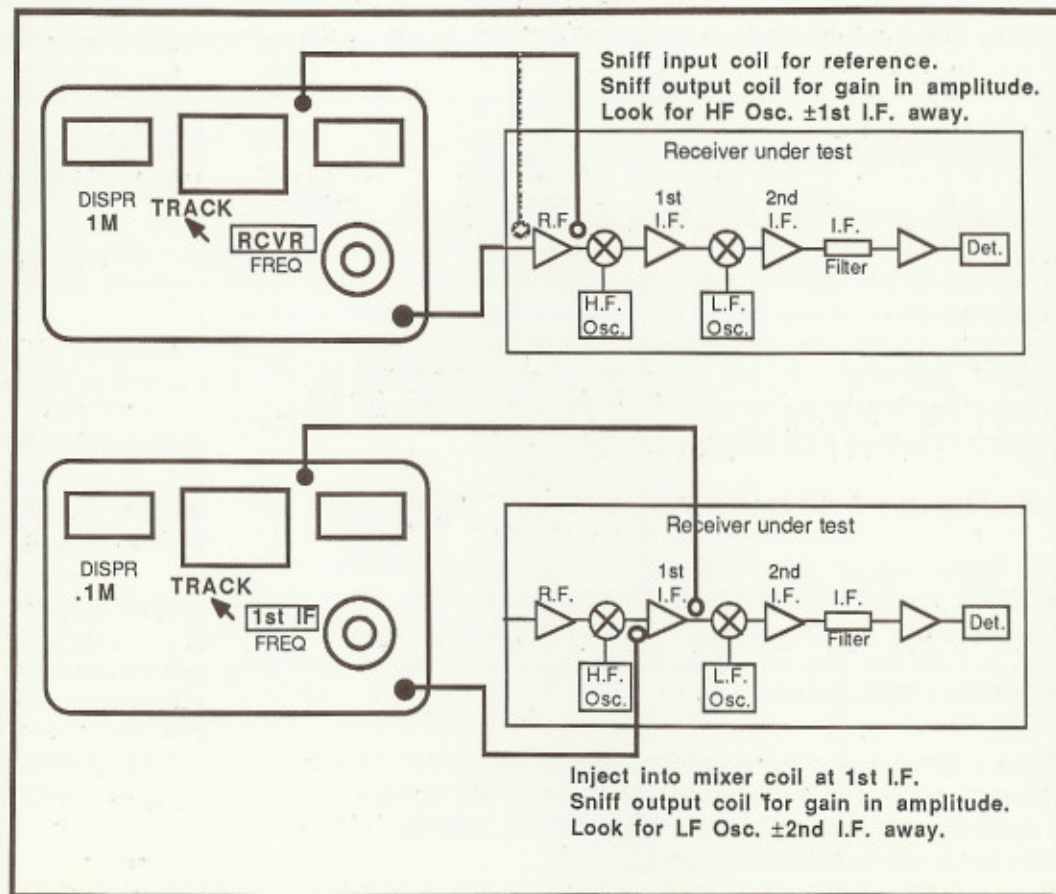 Sniff input coil for reference.
Sniff output coil for gain in amplitude.
Look for HF Osc. ±1st I.F. away.
Receiver under test
DISPR
1M
TRACK
RCVR
FREQ
R.F
1st
I.F.
2nd
I.F.
I.F.
Filter
Det.
H.F.
Osc.
L.F.
Osc.
Receiver under test
DISPR
.1M
TRACK
1st IF
FREQ
R.F.
1st
I.F.
2nd
I.F.
I.F.
Filter
Det.
H.F.
Osc.
L.F.
Osc.
Inject into mixer coil at 1st I.F.
Sniff output coil for gain in amplitude.
Look for LF Osc. ±2nd I.F. away.